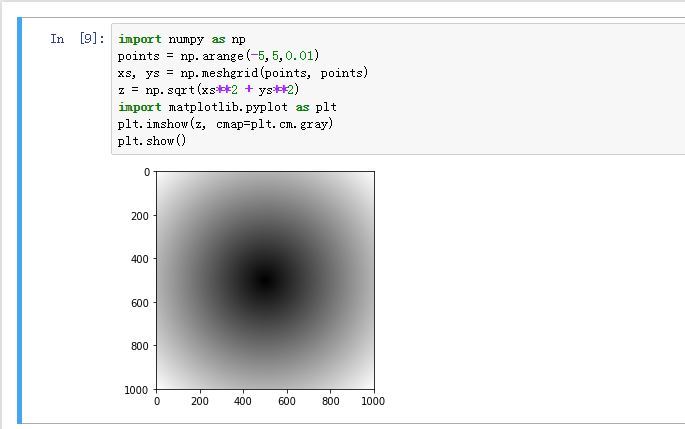 In [9]:
import numpy as np
points = np.arange(-5,5,0.01)
xs, ys = np.meshgrid(points, points)
z = np.sqrt(xs**2 + ys**2)
import matplotlib.pyplot as plt
plt.imshow(z, cmap=plt.cm.gray)
plt.show()
0
200
400
600
800
1000
0 200 400 600 800 1000